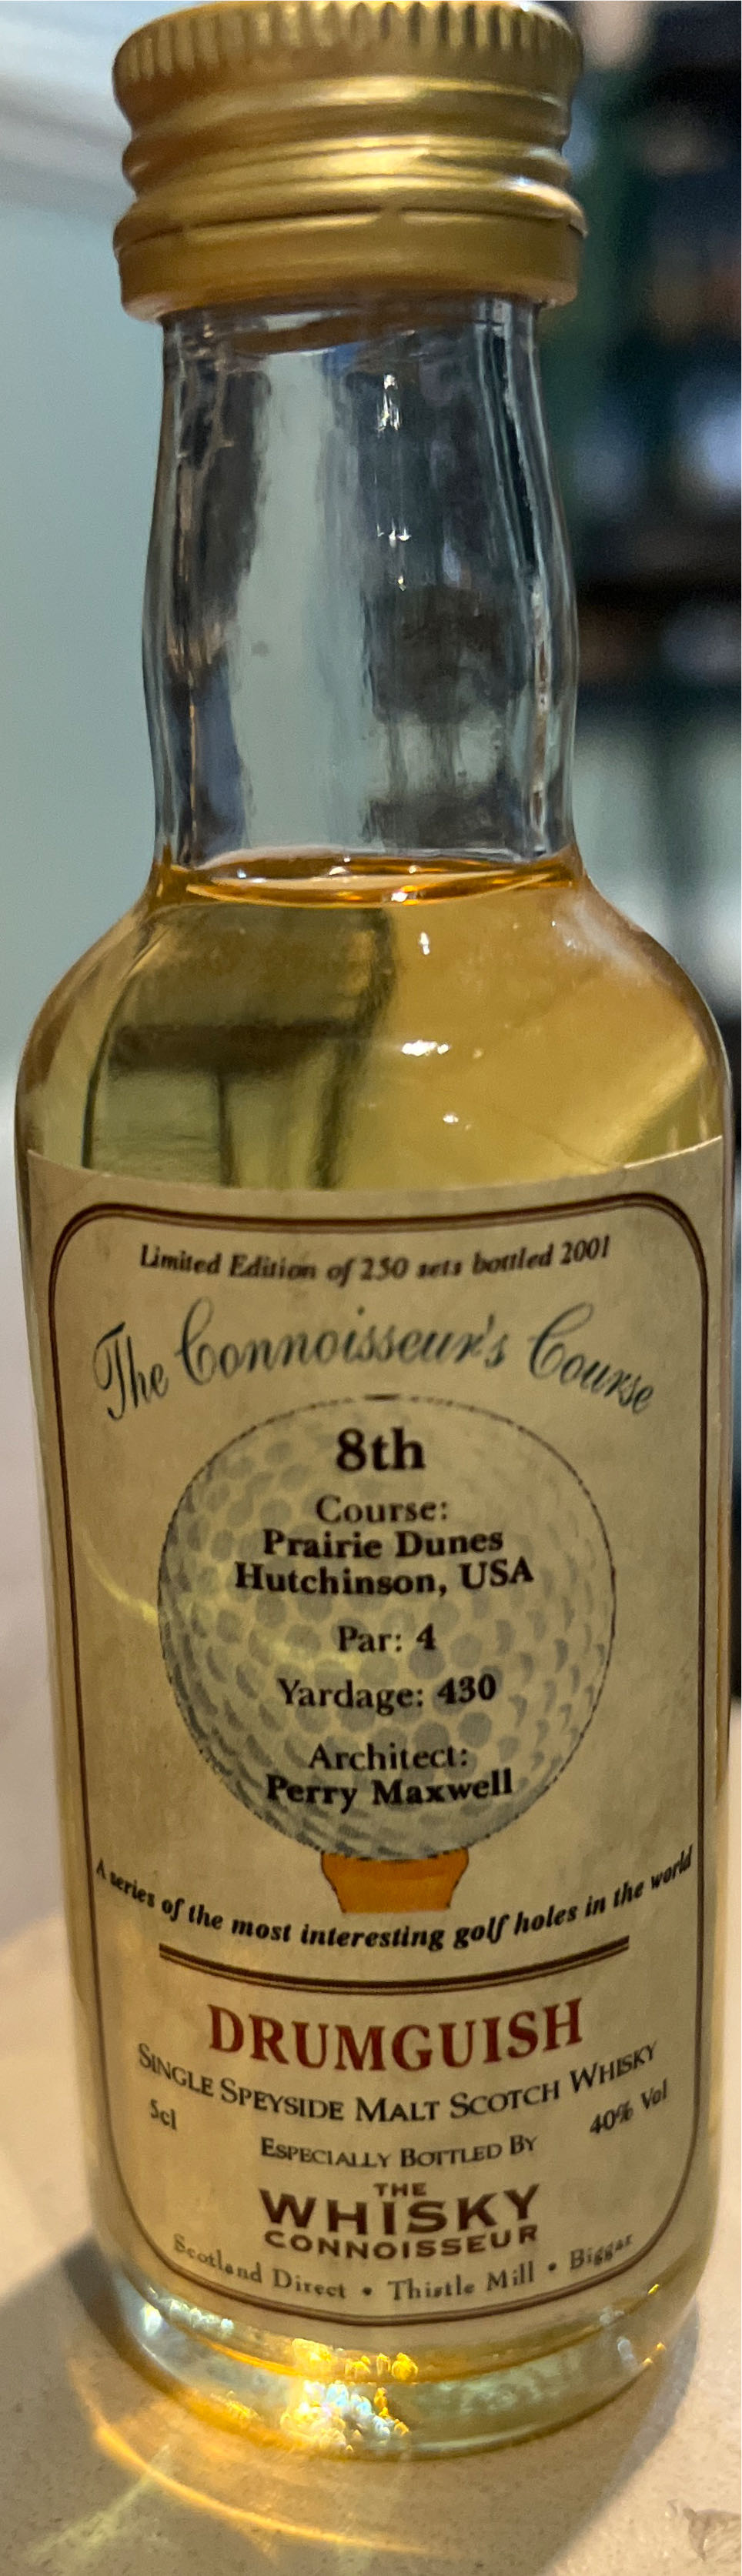 Limited Edition of 250 sets bottled 2001
The Connoisseur's Course
8th
Course:
Prairie Dunes
Hutchinson, USA
Par: 4
Yardage: 430
Architect:
Perry Maxwell
A series of the most interesting golf holes in the world
DRUMGUISH
SINGLE SPEYSIDE MALT SCOTCH WHISKY
5cl 40% Vol
ESPECIALLY BOTTLED BY
THE
WHISKY
CONNOISSEUR
Scotland Direct • Thistle Mill • Biggar